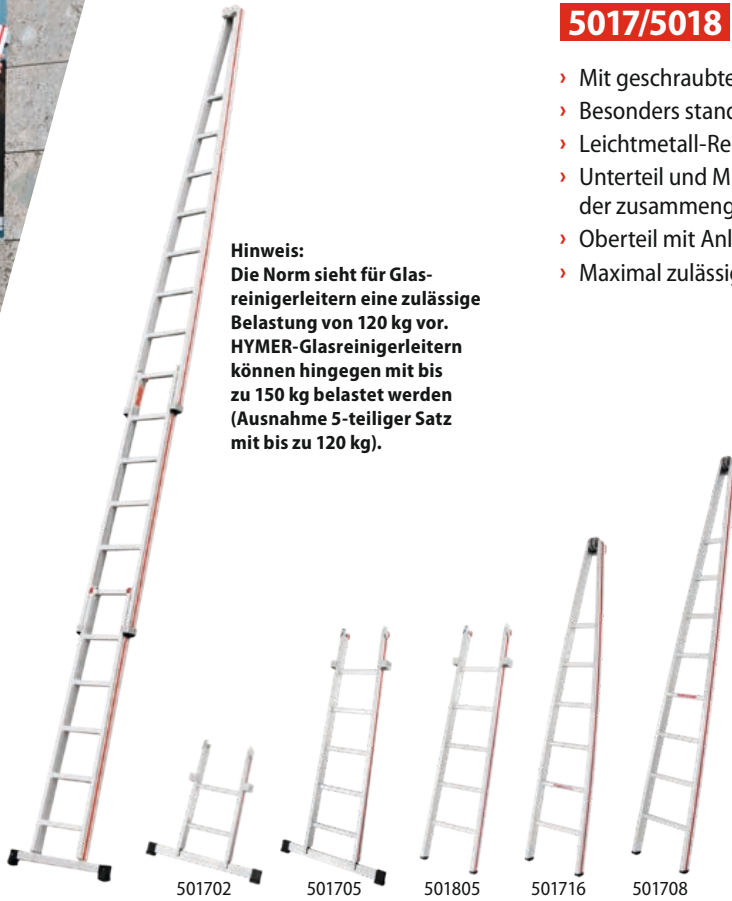 5017/5018
› Mit geschraubte
› Besonders stand
› Leichtmetall-Re
› Unterteil und M
der zusammeng
› Oberteil mit Anl
› Maximal zulässig
Hinweis:
Die Norm sieht für Glas-
reinigerleitern eine zulässige
Belastung von 120 kg vor.
HYMER-Glasreinigerleitern
können hingegen mit bis
zu 150 kg belastet werden
(Ausnahme 5-teiliger Satz
mit bis zu 120 kg).
501702 501705 501805 501716 501708